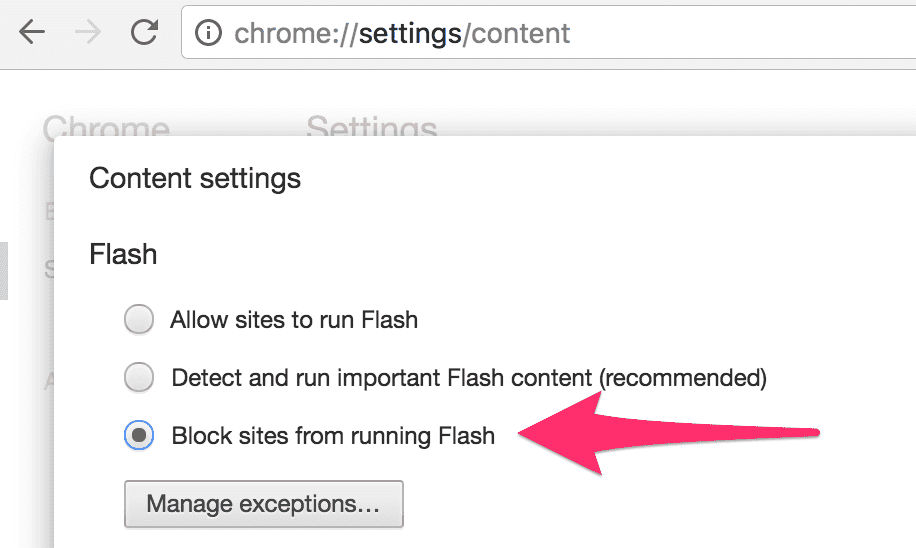 chrome://settings/content
Chrome
Settings
Content settings
Flash
Allow sites to run Flash
Detect and run important Flash content (recommended)
Block sites from running Flash
Manage exceptions...